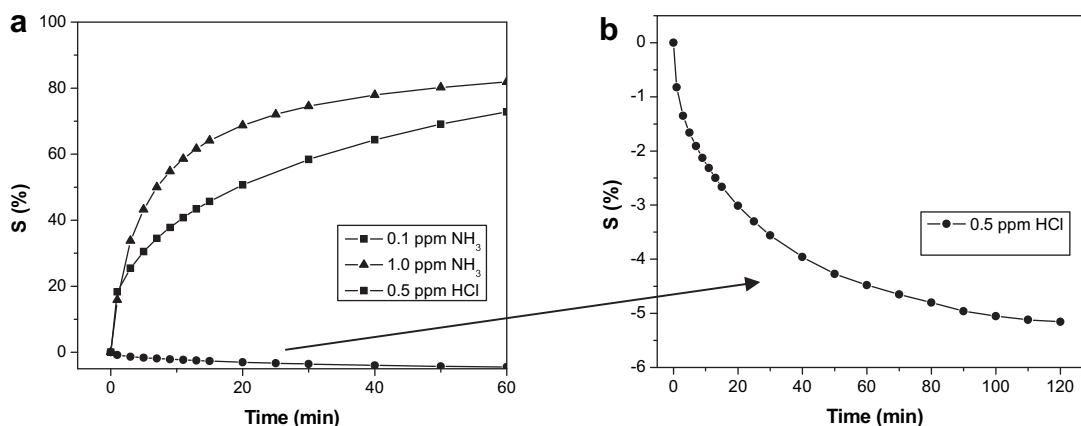 a
100
80
60
40
20
0
S (%)
0 20 40 60
Time (min)
0.1 ppm NH₃
1.0 ppm NH₃
0.5 ppm HCl
b
0
-1
-2
-3
-4
-5
-6
S (%)
0 20 40 60 80 100 120
Time (min)
0.5 ppm HCl